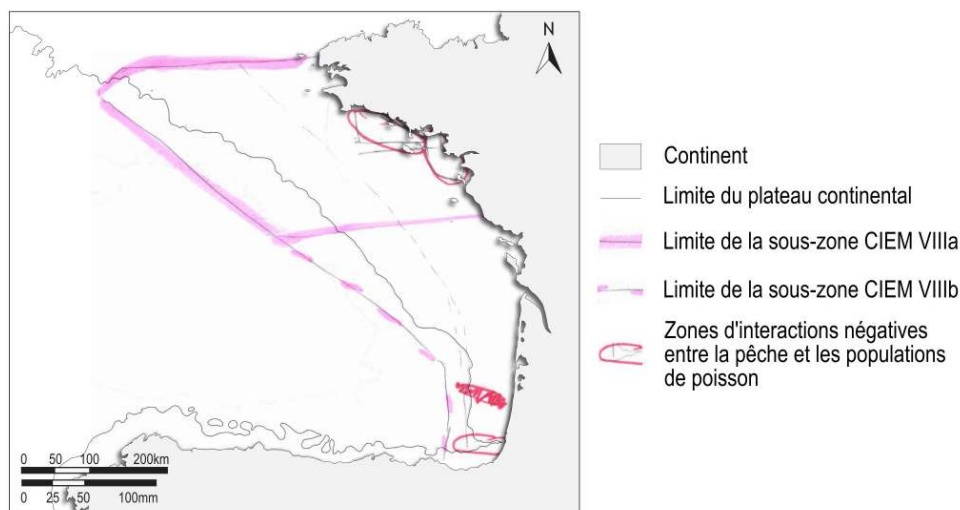 N
Continent
Limite du plateau continental
Limite de la sous-zone CIEM VIIIa
Limite de la sous-zone CIEM VIIIb
Zones d'interactions négatives
entre la pêche et les populations
de poisson
0 50 100 200km
0 25 50 100mm